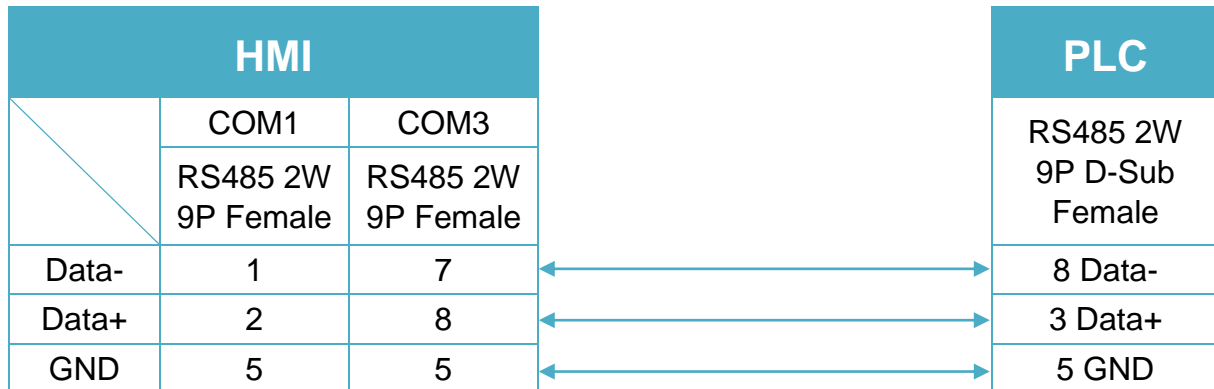 HMI PLC
COM1 COM3
RS485 2W
9P Female
RS485 2W
9P Female
RS485 2W
9P D-Sub
Female
Data- 1 7 8 Data-
Data+ 2 8 3 Data+
GND 5 5 5 GND